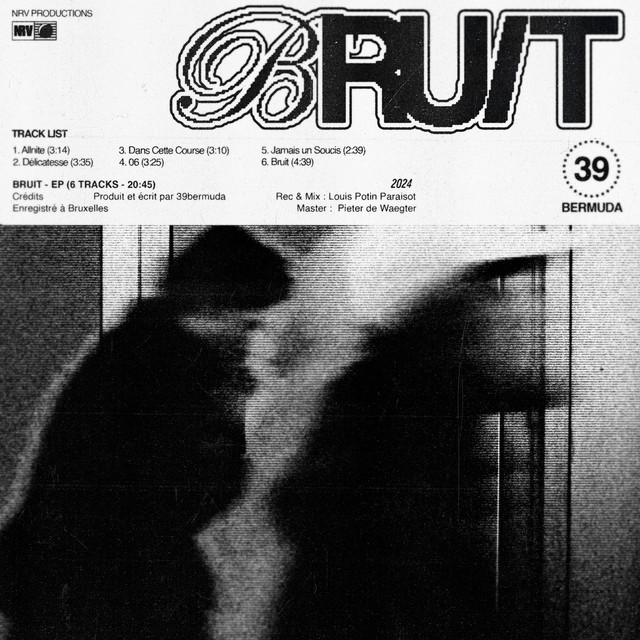 NRV PRODUCTIONS
NRV
BRUIT
TRACK LIST
1. Allnite (3:14)
2. Délicatesse (3:35)
3. Dans Cette Course (3:10)
4. 06 (3:25)
5. Jamais un Soucis (2:39)
6. Bruit (4:39)
BRUIT - EP (6 TRACKS - 20:45)
2024
Crédits
Produit et écrit par 39bermuda
Rec & Mix : Louis Potin Paraisot
Enregistré à Bruxelles
Master : Pieter de Waegter
39
BERMUDA